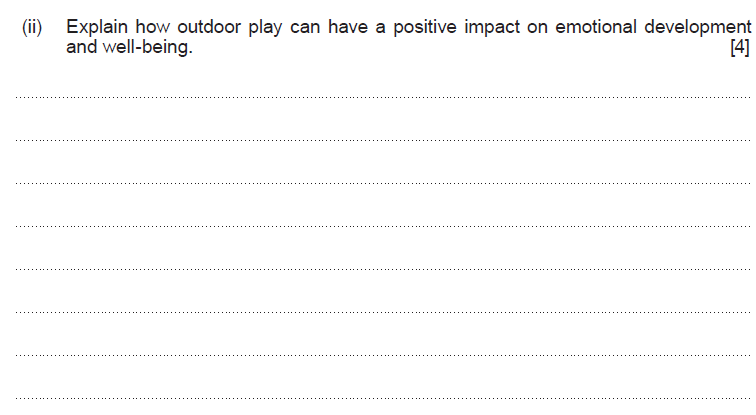 (ii) Explain how outdoor play can have a positive impact on emotional development
and well-being. [4]